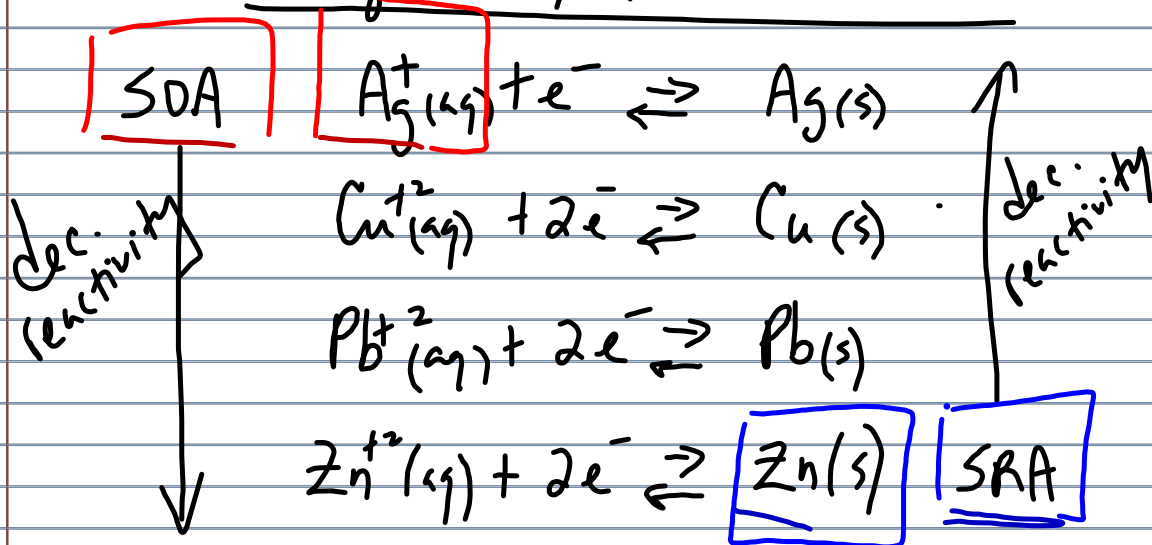 SOA Ag⁺(aq) + e⁻ ⇌ Ag(s)
Cu⁺²(aq) + 2e⁻ ⇌ Cu(s)
dec. reactivity
dec. reactivity
Pb⁺²(aq) + 2e⁻ ⇌ Pb(s)
Zn⁺²(aq) + 2e⁻ ⇌ Zn(s) SRA